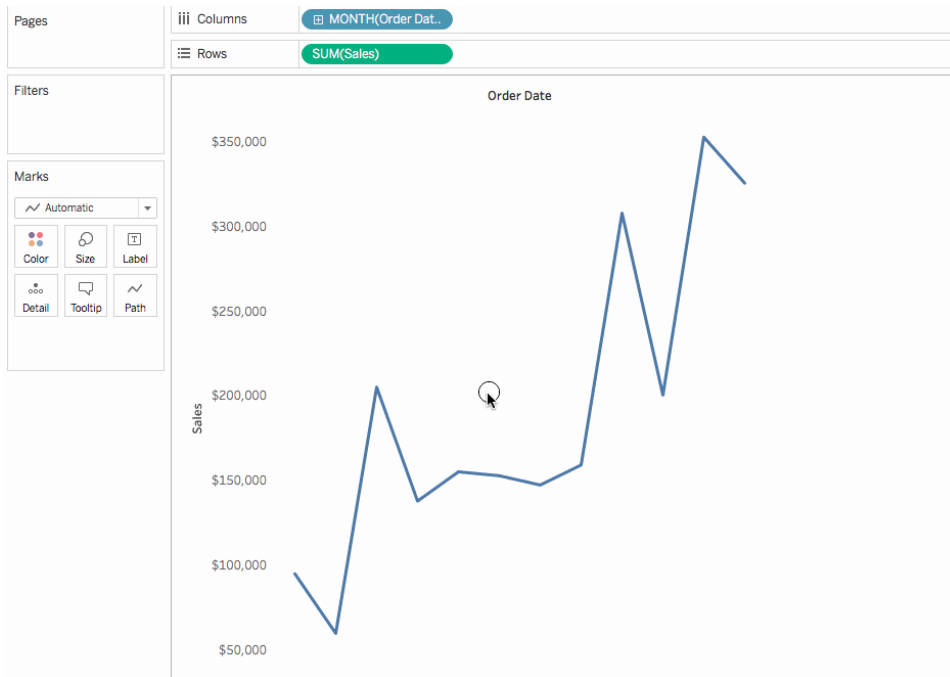 Pages
Columns
MONTH(Order Dat..
Rows
SUM(Sales)
Filters
Marks
Automatic
Color
Size
T
Label
Detail
Tooltip
Path
Order Date
$350,000
$300,000
$250,000
$200,000
$150,000
$100,000
$50,000
Sales